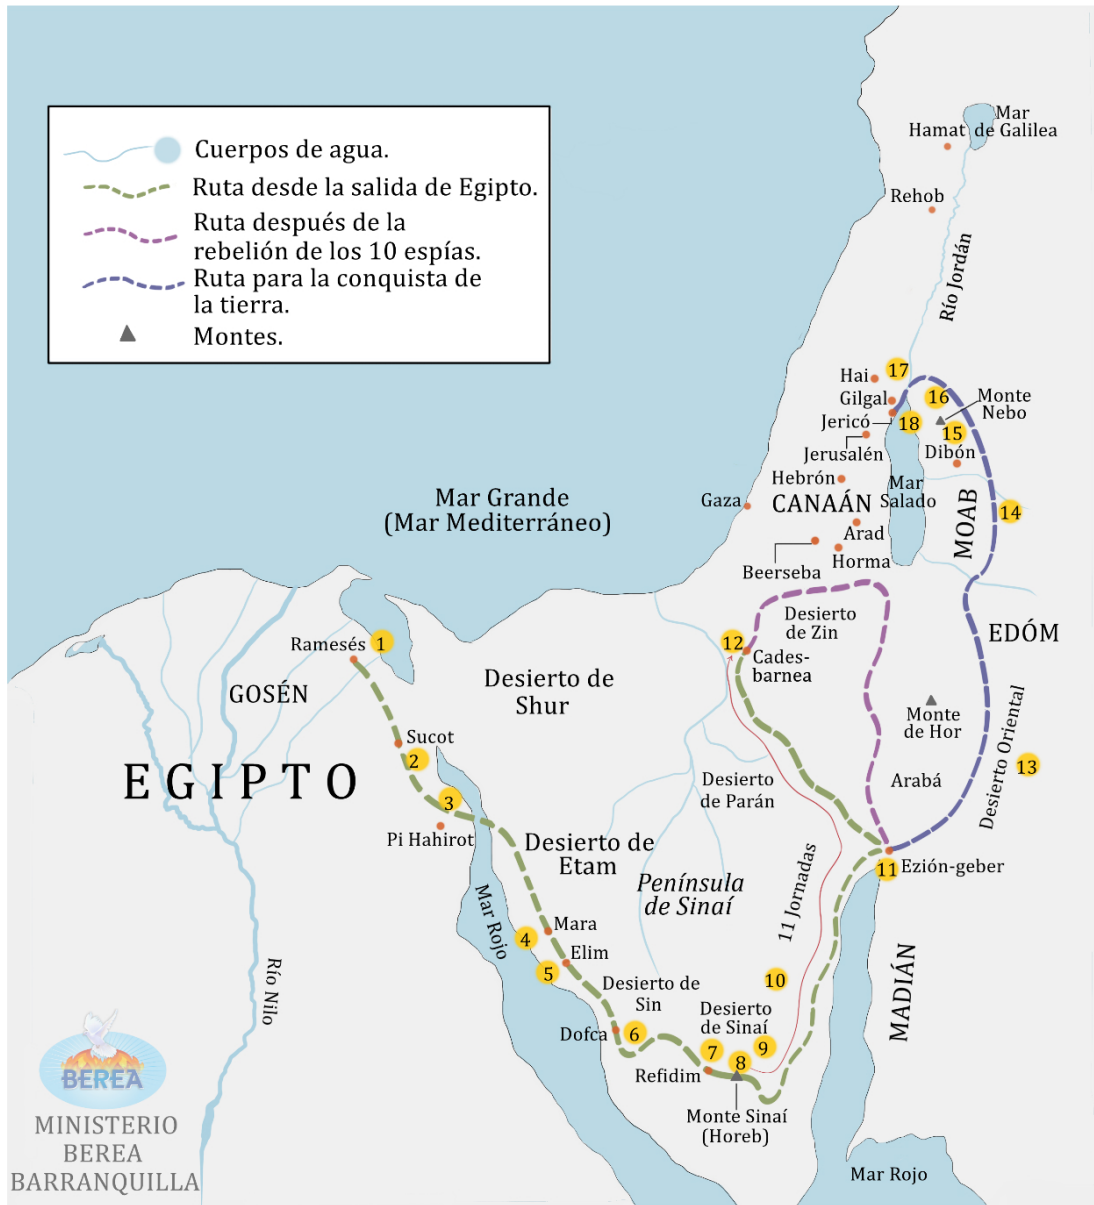 Cuerpos de agua.
Ruta desde la salida de Egipto.
Ruta después de la
rebelión de los 10 espías.
Ruta para la conquista de
la tierra.
Montes.
Mar
de Galilea
Hamat
Rehob
Río Jordán
17
Hai
16
Gilgal
Monte
Nebo
Jericó
18
15
Jerusalén
Dibón
Hebrón
Mar
Salado
Mar Grande
(Mar Mediterráneo)
Gaza
CANAÁN
MOAB
14
Arad
Horma
Beerseba
Desierto
de Zin
EDÓM
Ramesés
1
12
Cades-
barnea
Desierto de
Shur
GOSÉN
Monte
de Hor
Sucot
2
EGIPTO
Desierto
de Parán
Arabá
Desierto Oriental
13
3
Pi Hahirot
Desierto de
Etam
11
Ezión-geber
Península
de Sinaí
11 Jornadas
Mar Rojo
Mara
4
Elim
5
Río Nilo
Desierto de
Sin
10
MADIÁN
Desierto
de Sinaí
Dofca
6
7
8
9
Refidim
Monte Sinaí
(Horeb)
BEREA
MINISTERIO
BEREA
BARRANQUILLA
Mar Rojo